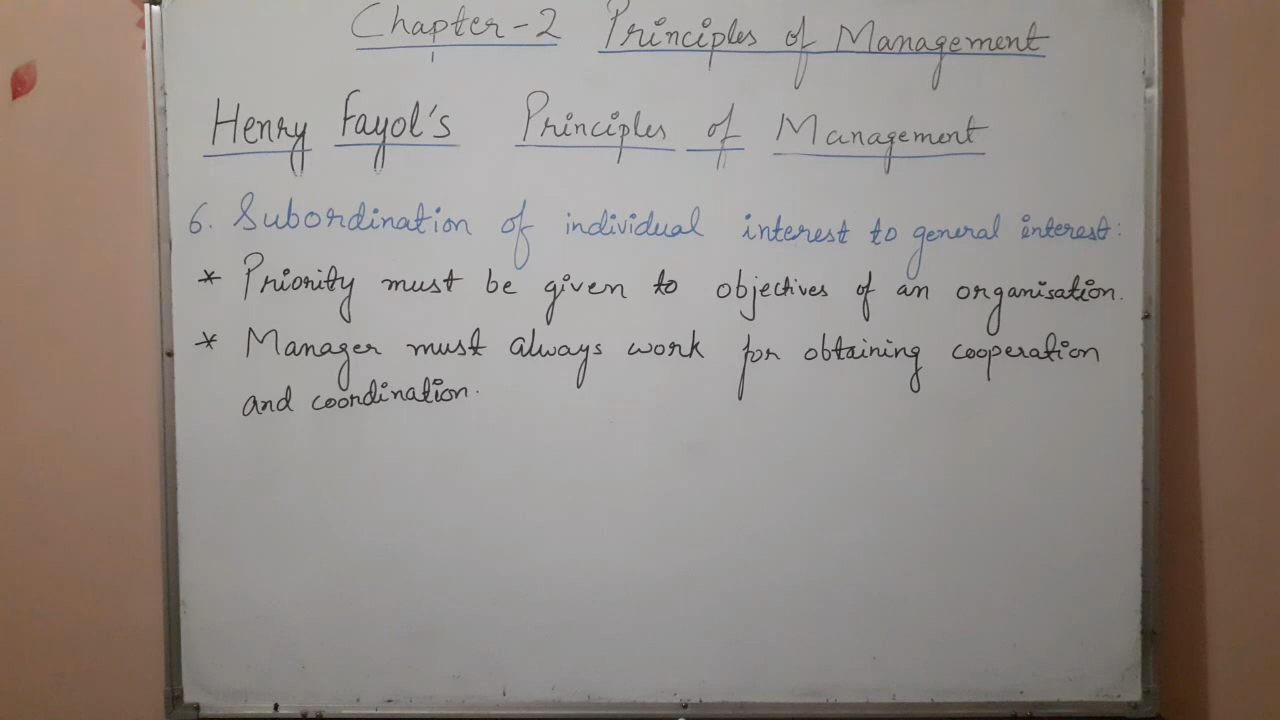 Chapter-2 Principles of Management
Henry Fayol's Principles of Management
6. Subordination of individual interest to general interest:
* Priority must be given to objectives of an organisation.
* Manager must always work for obtaining cooperation
and coordination.